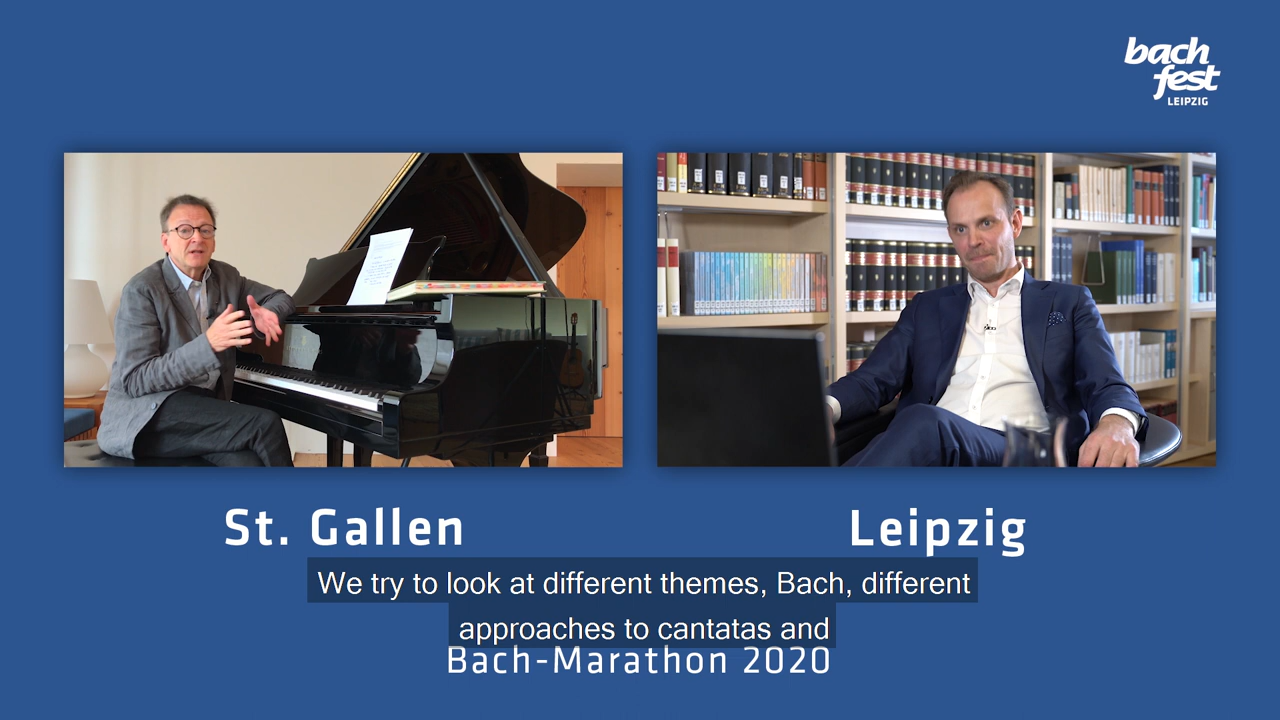 bach
fest
LEIPZIG
St. Gallen
Leipzig
We try to look at different themes, Bach, different
approaches to cantatas and
Bach-Marathon 2020